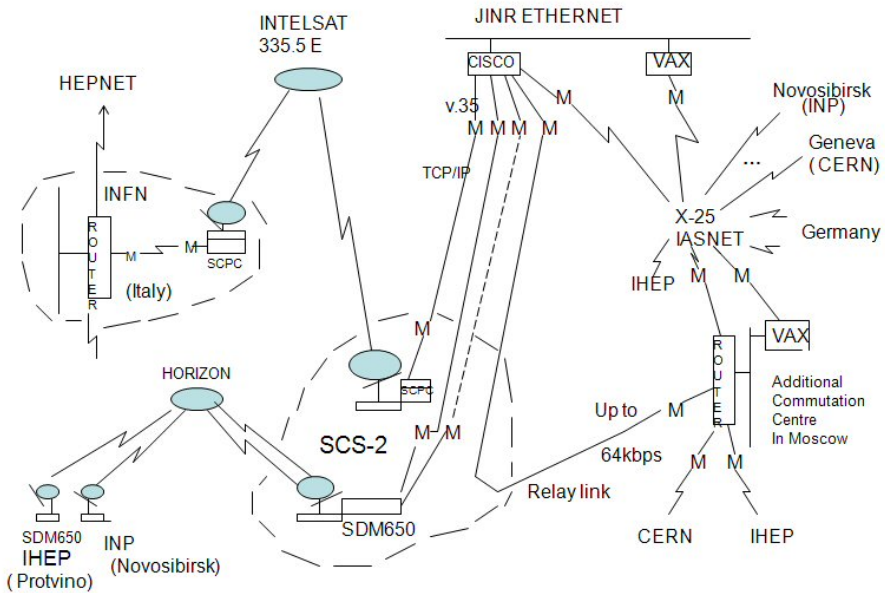 INTELSAT
335.5 E
JINR ETHERNET
CISCO
VAX
HEPNET
v.35
M
M
M
M
M
M
Novosibirsk
(INP)
...
Geneva
( CERN)
TCP/IP
INFN
ROUTER
M
M
SCPC
(Italy)
X-25
IASNET
Germany
IHEP
M
M
M
VAX
ROUTER
HORIZON
SCPC
Additional
Commutation
Centre
In Moscow
Up to
M
64kbps
SCS-2
M
M
M
M
Relay link
SDM650
CERN
IHEP
SDM650
IHEP
( Protvino)
INP
(Novosibirsk)